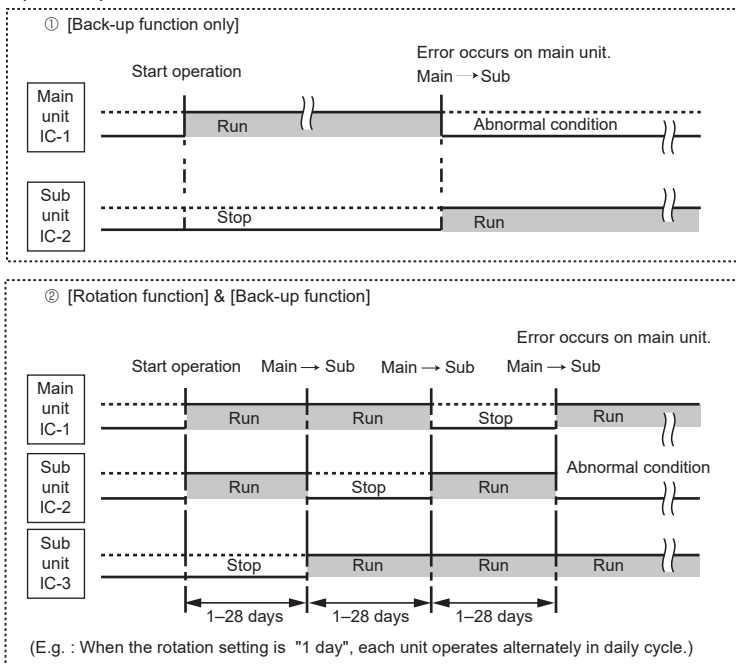 ① [Back-up function only]
Error occurs on main unit.
Start operation
Main → Sub
Main
unit
IC-1
Run
Abnormal condition
Sub
unit
IC-2
Stop
Run
② [Rotation function] & [Back-up function]
Error occurs on main unit.
Start operation Main → Sub Main → Sub Main → Sub
Main
unit
IC-1
Run Run Stop Run
Sub
unit
IC-2
Run Stop Run Abnormal condition
Sub
unit
IC-3
Stop Run Run Run
1–28 days 1–28 days 1–28 days
(E.g. : When the rotation setting is "1 day", each unit operates alternately in daily cycle.)